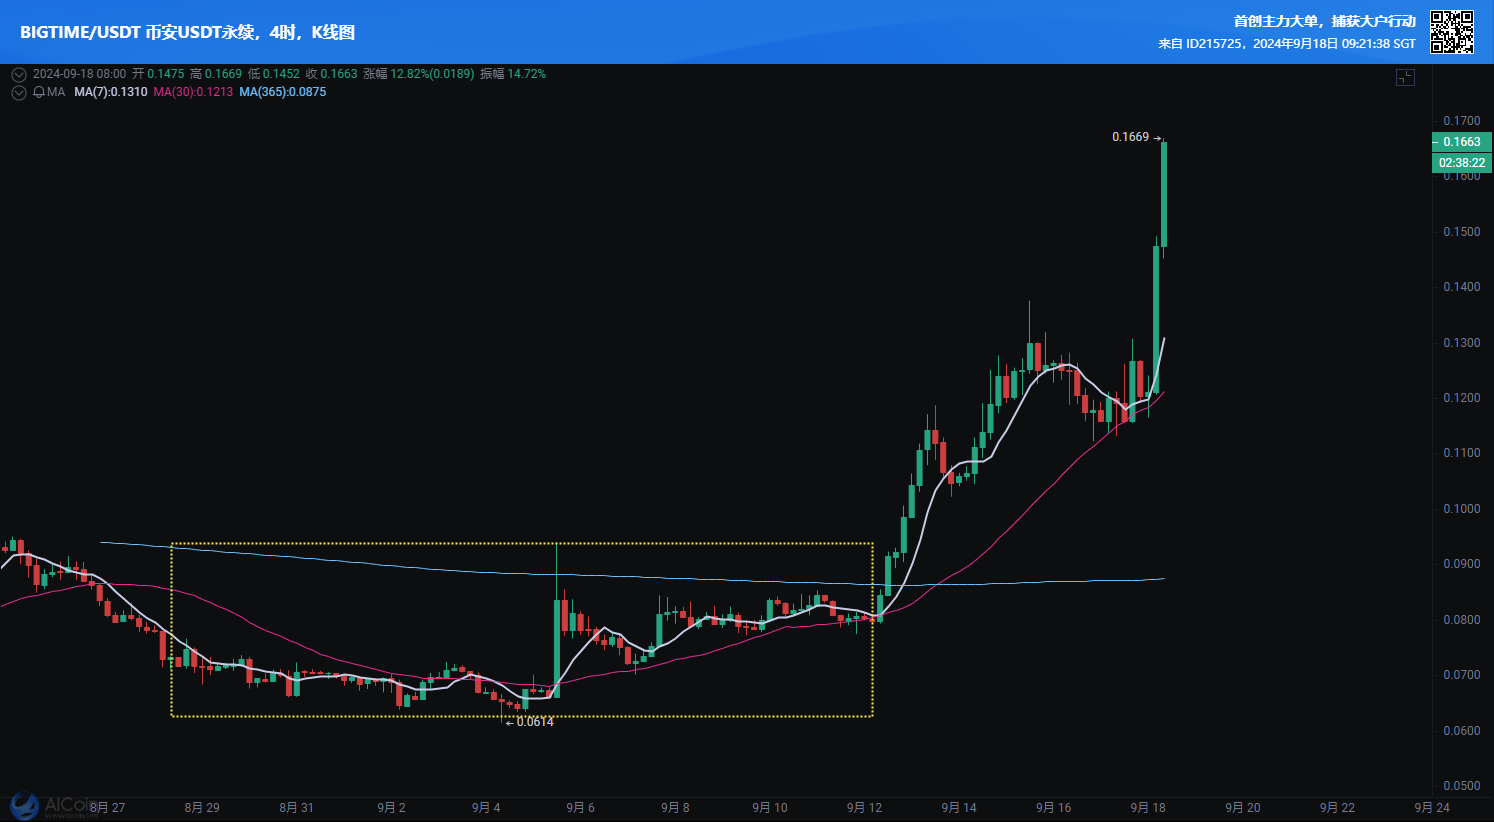 BIGTIME/USDT 币安USDT永续，4时，K线图
首创主力大单，捕获大户行动
来自 ID215725，2024年9月18日 09:21:38 SGT
2024-09-18 08:00 开 0.1475 高 0.1669 低 0.1452 收 0.1663 涨幅 12.82%(0.0189) 振幅 14.72%
MA MA(7):0.1310 MA(30):0.1213 MA(365):0.0875
0.1669
0.1700
0.1663
02:38:22
0.1600
0.1500
0.1400
0.1300
0.1200
0.1100
0.1000
0.0900
0.0800
0.0700
0.0600
0.0500
0.0614
AICoin
8月 27 8月 29 8月 31 9月 2 9月 4 9月 6 9月 8 9月 10 9月 12 9月 14 9月 16 9月 18 9月 20 9月 22 9月 24